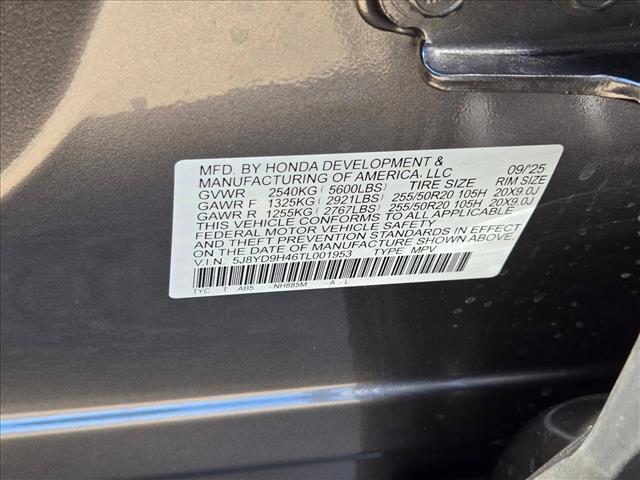 MFD. BY HONDA DEVELOPMENT &
MANUFACTURING OF AMERICA, LLC 09/'25
GVWR 2540KG(5600LBS) TIRE SIZE RIM SIZE
GAWR F 1325KG(2921LBS) 255/50R20 105H 20X9.0J
GAWR R 1255KG(2767LBS) 255/50R20 105H 20X9.0J
THIS VEHICLE CONFORMS TO ALL APPLICABLE
FEDERAL MOTOR VEHICLE SAFETY
AND THEFT PREVENTION STANDARDS IN EFFECT
ON THE DATE OF MANUFACTURE SHOWN ABOVE.
V.I.N. 5J8YD9H46TL001953 TYPE MPV
TYC T AB5 -NH885M -A-L